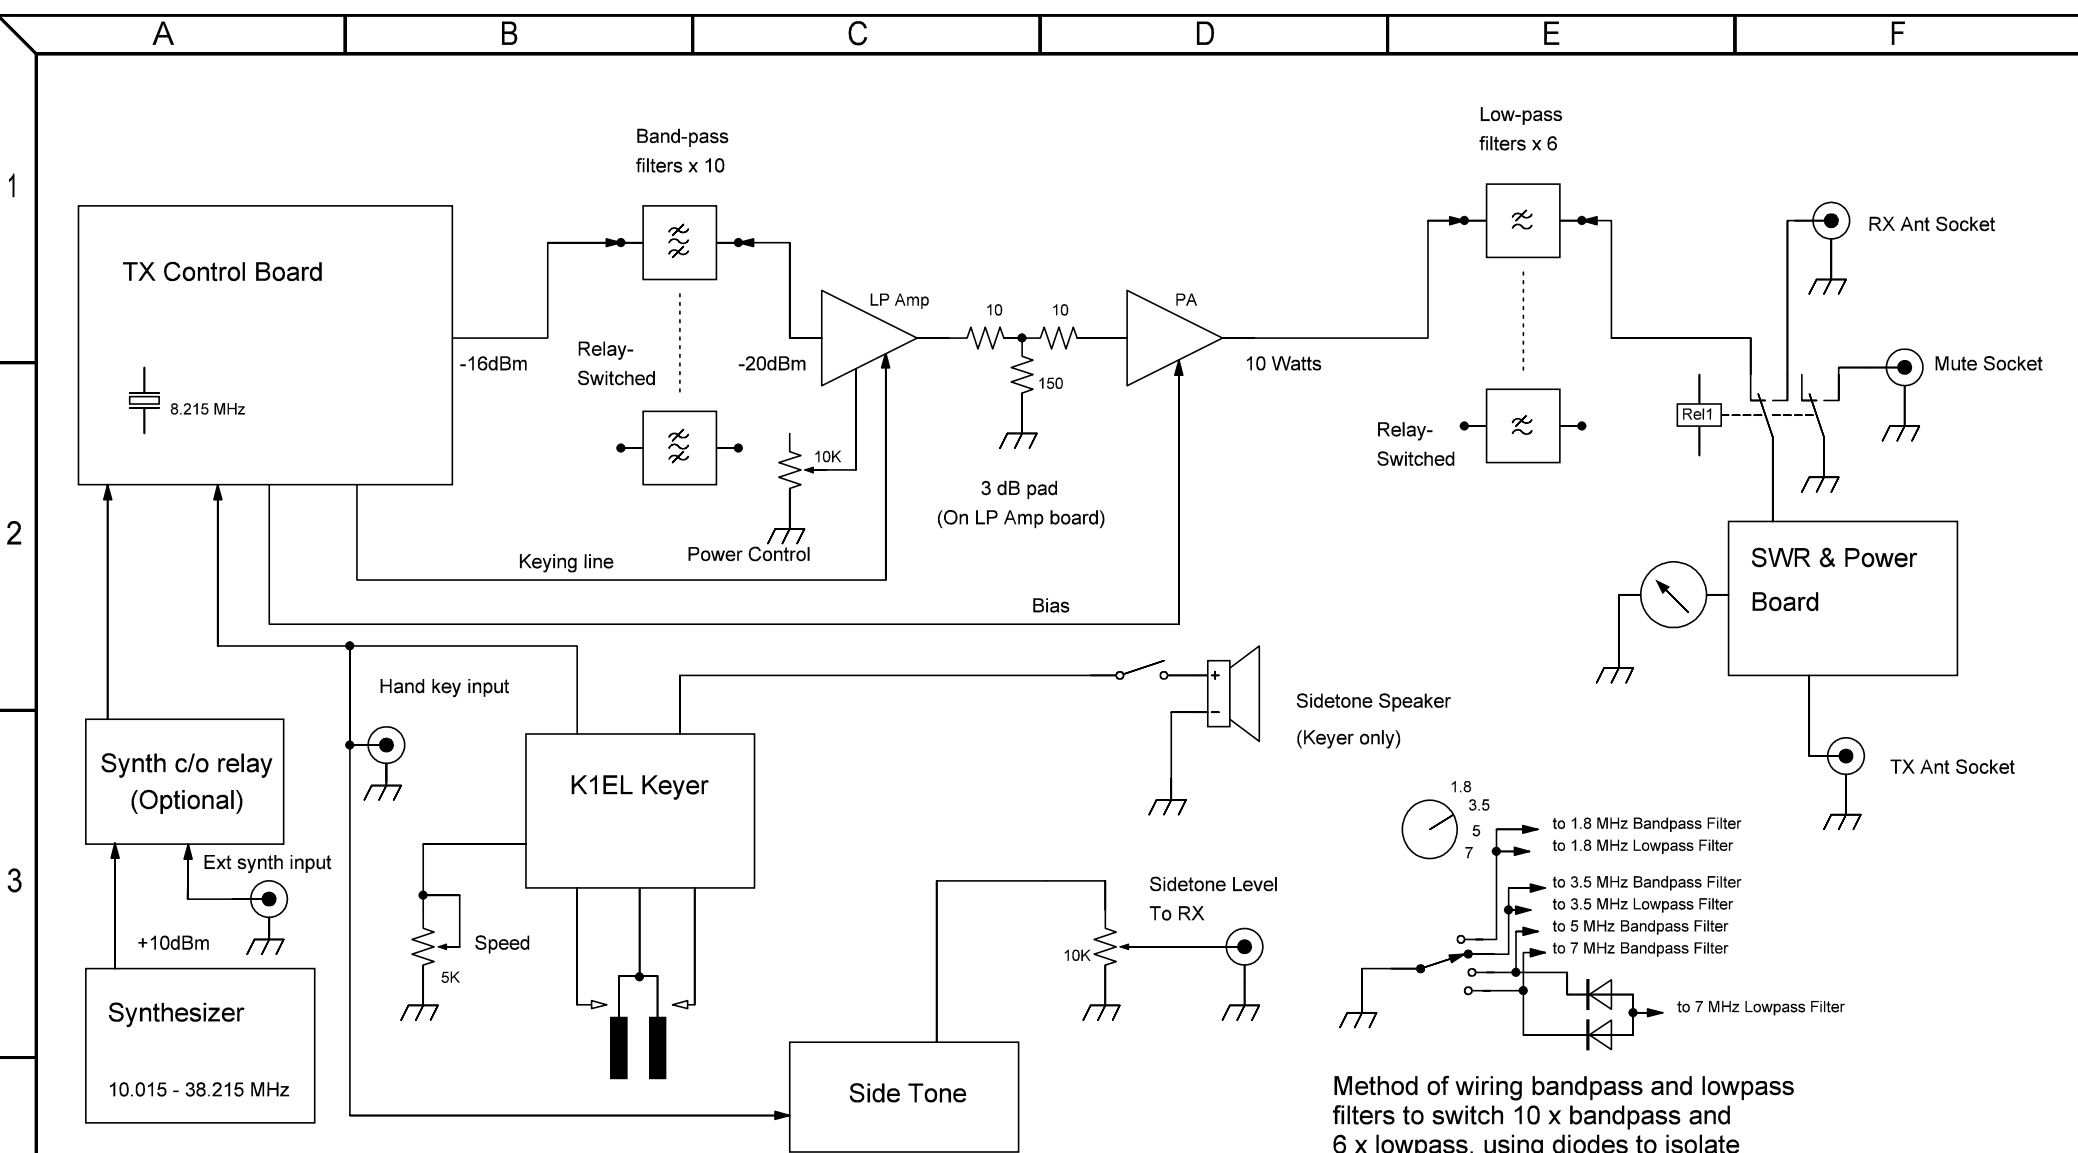 A
B
C
D
E
F
1
2
3
Band-pass
filters x 10
Low-pass
filters x 6
TX Control Board
8.215 MHz
-16dBm
Relay-
Switched
-20dBm
LP Amp
10
10
150
PA
10 Watts
10K
3 dB pad
(On LP Amp board)
Power Control
Keying line
Bias
Relay-
Switched
RX Ant Socket
Mute Socket
Rel1
SWR & Power
Board
TX Ant Socket
Hand key input
Synth c/o relay
(Optional)
Ext synth input
+10dBm
Synthesizer
10.015 - 38.215 MHz
K1EL Keyer
Speed
5K
+
−
Sidetone Speaker
(Keyer only)
Sidetone Level
To RX
10K
Side Tone
1.8
3.5
5
7
to 1.8 MHz Bandpass Filter
to 1.8 MHz Lowpass Filter
to 3.5 MHz Bandpass Filter
to 3.5 MHz Lowpass Filter
to 5 MHz Bandpass Filter
to 7 MHz Bandpass Filter
to 7 MHz Lowpass Filter
Method of wiring bandpass and lowpass
filters to switch 10 x bandpass and
6 x lowpass, using diodes to isolate